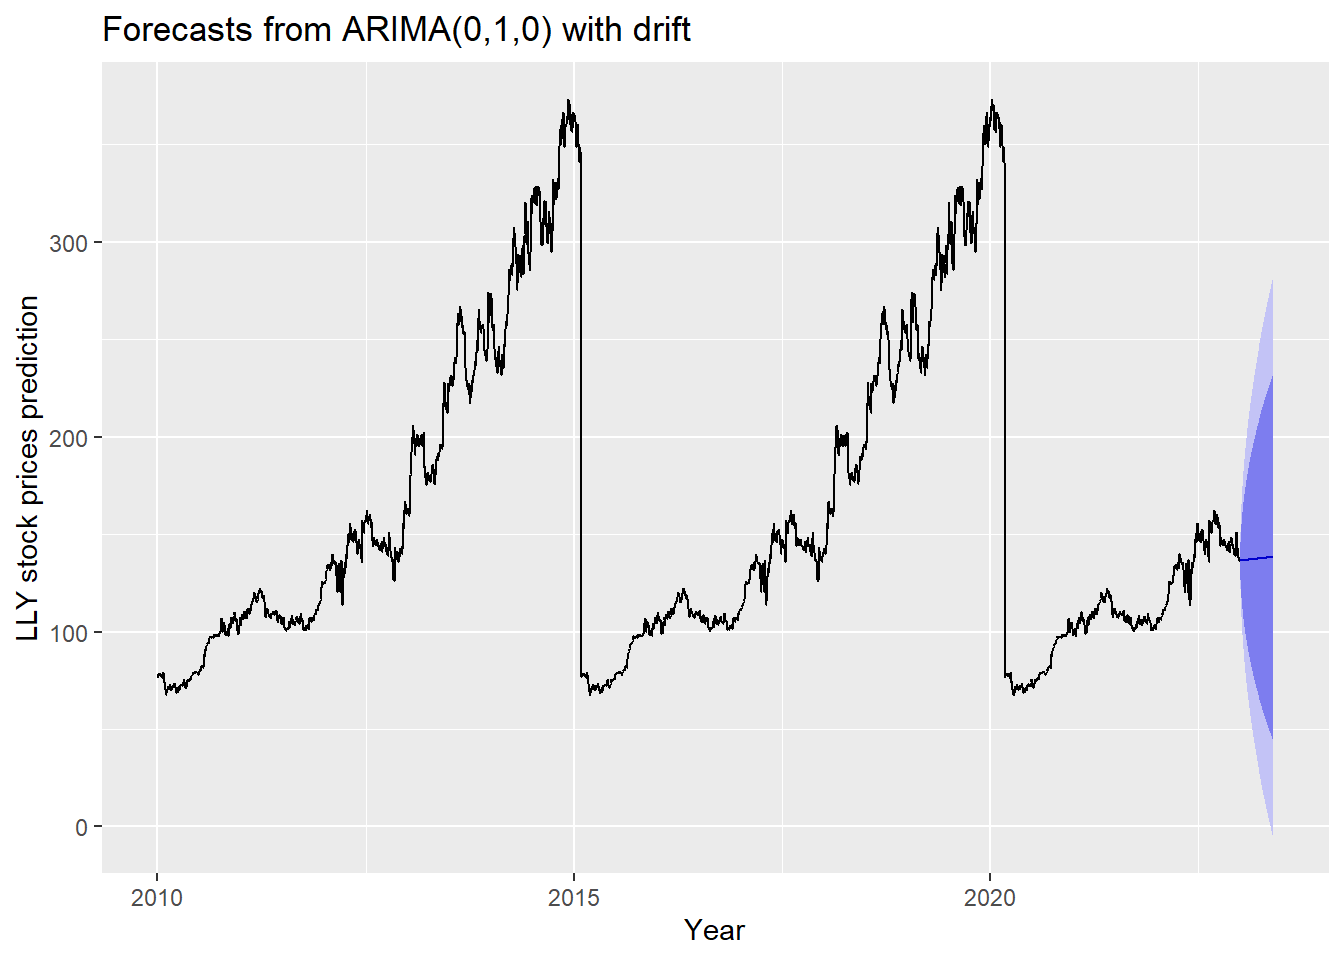 Forecasts from ARIMA(0,1,0) with drift
LLY stock prices prediction
300
200
100
0
2010
2015
2020
Year